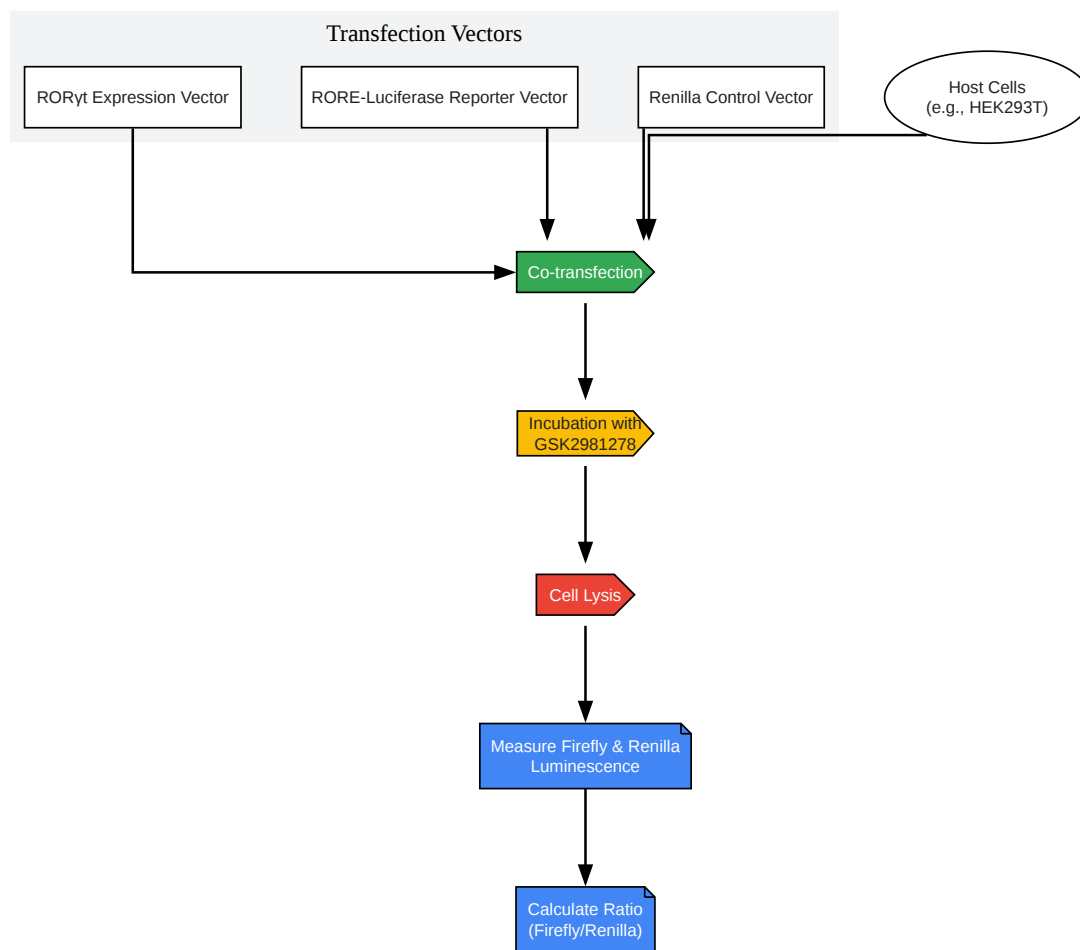 Transfection Vectors
RORγt Expression Vector
RORE-Luciferase Reporter Vector
Renilla Control Vector
Host Cells
(e.g., HEK293T)
Co-transfection
Incubation with
GSK2981278
Cell Lysis
Measure Firefly & Renilla
Luminescence
Calculate Ratio
(Firefly/Renilla)